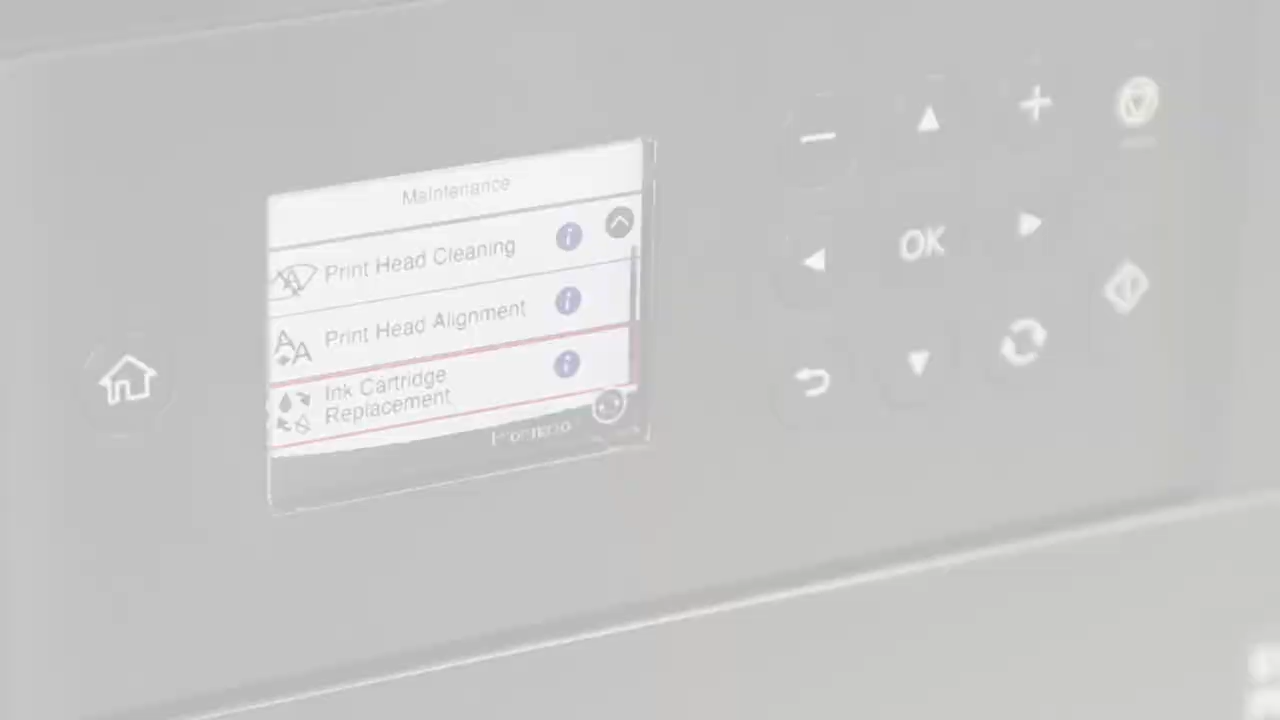 Maintenance
Print Head Cleaning
Print Head Alignment
Ink Cartridge
Replacement
OK